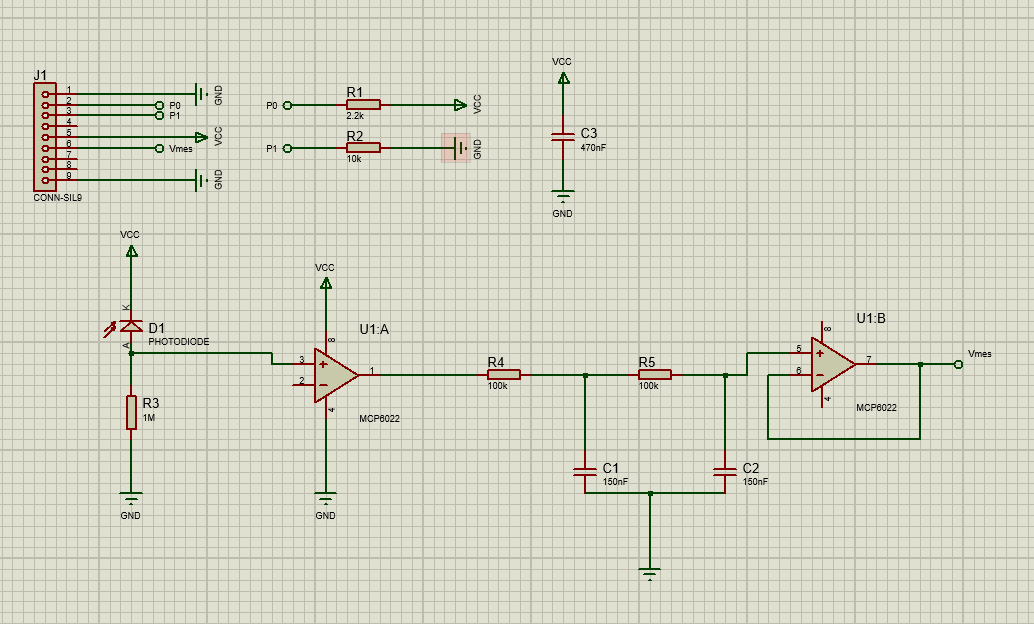 J1
1
2
3
4
5
6
7
8
9
GND
P0
P1
VCC
Vmes
GND
CONN-SIL9
P0
R1
2.2k
VCC
P1
R2
10k
GND
VCC
C3
470nF
GND
VCC
K
D1
PHOTODIODE
A
R3
1M
GND
VCC
U1:A
8
3
+
2
−
1
4
MCP6022
GND
R4
100k
R5
100k
C1
150nF
C2
150nF
U1:B
8
5
+
6
−
7
4
MCP6022
Vmes